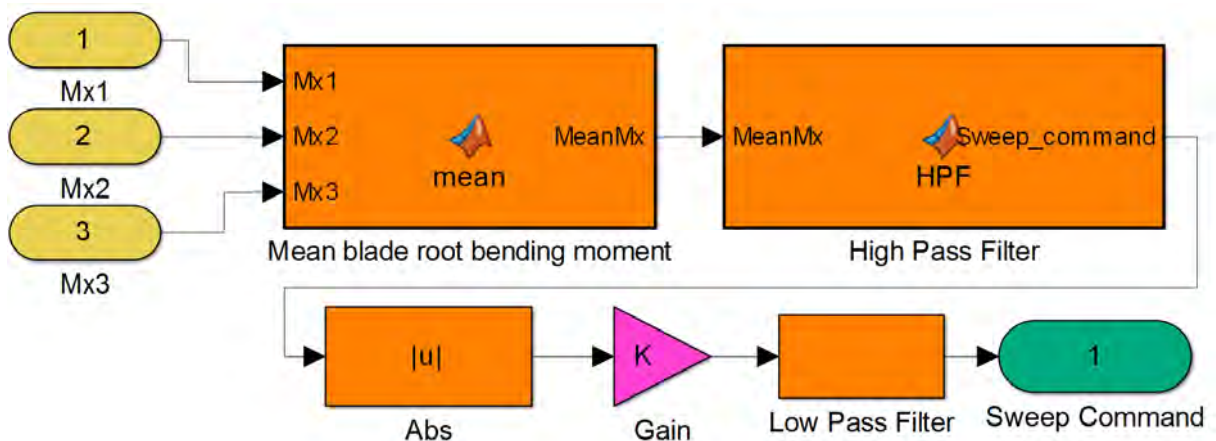 1
Mx1
2
Mx2
3
Mx3
Mx1
Mx2
Mx3
mean
MeanMx
Mean blade root bending moment
MeanMx
HPF
Sweep_command
High Pass Filter
|u|
Abs
K
Gain
Low Pass Filter
1
Sweep Command